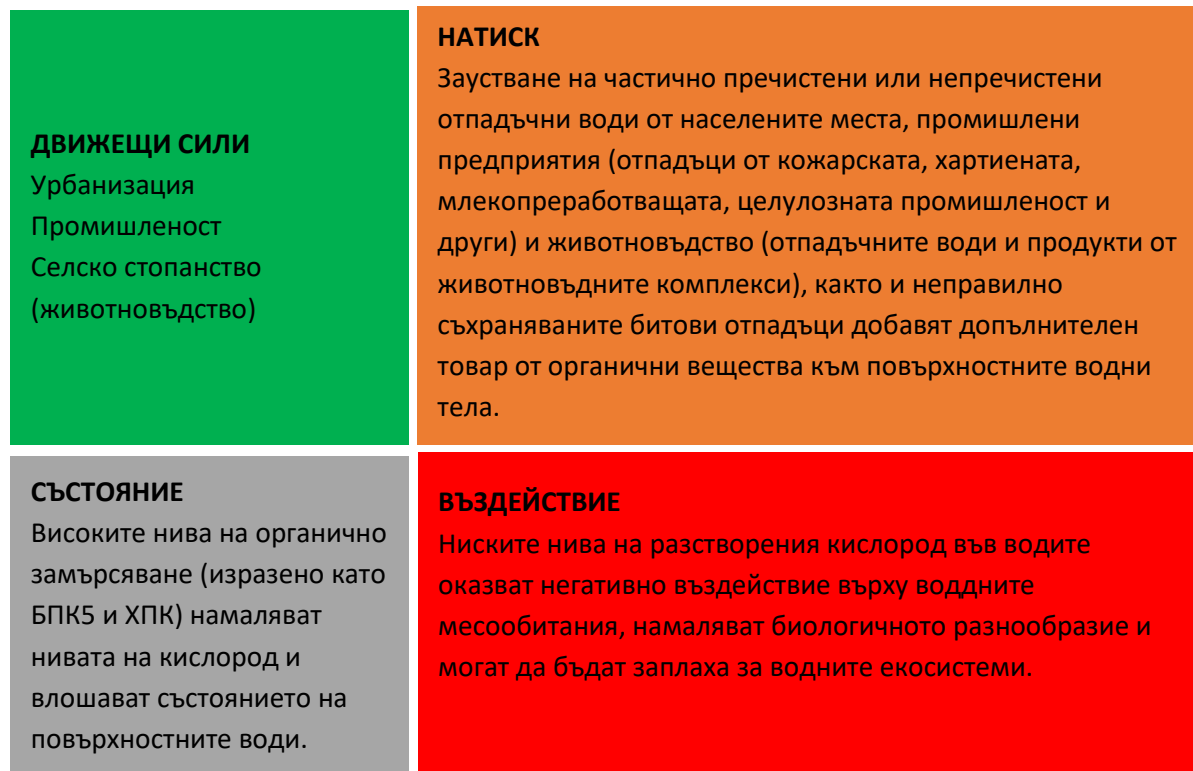 ДВИЖЕЩИ СИЛИ
Урбанизация
Промишленост
Селско стопанство
(животновъдство)
НАТИСК
Заустване на частично пречистени или непречистени
отпадъчни води от населените места, промишлени
предприятия (отпадъци от кожарската, хартиената,
млекопреработващата, целулозната промишленост и
други) и животновъдство (отпадъчните води и продукти от
животновъдните комплекси), както и неправилно
съхраняваните битови отпадъци добавят допълнителен
товар от органични вещества към повърхностните водни
тела.
СЪСТОЯНИЕ
Високите нива на органично
замърсяване (изразено като
БПК5 и ХПК) намаляват
нивата на кислород и
влошават състоянието на
повърхностните води.
ВЪЗДЕЙСТВИЕ
Ниските нива на разстворения кислород във водите
оказват негативно въздействие върху воддните
месообитания, намаляват биологичното разнообразие и
могат да бъдат заплаха за водните екосистеми.